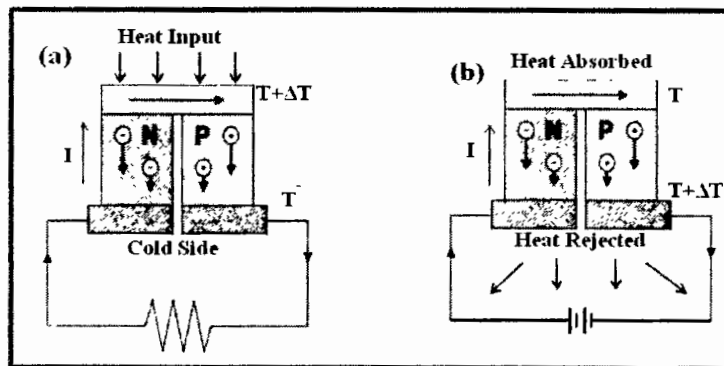 (a)
Heat Input
T+ΔT
I
N P
T
Cold Side
(b)
Heat Absorbed
T
I
N P
T+ΔT
Heat Rejected